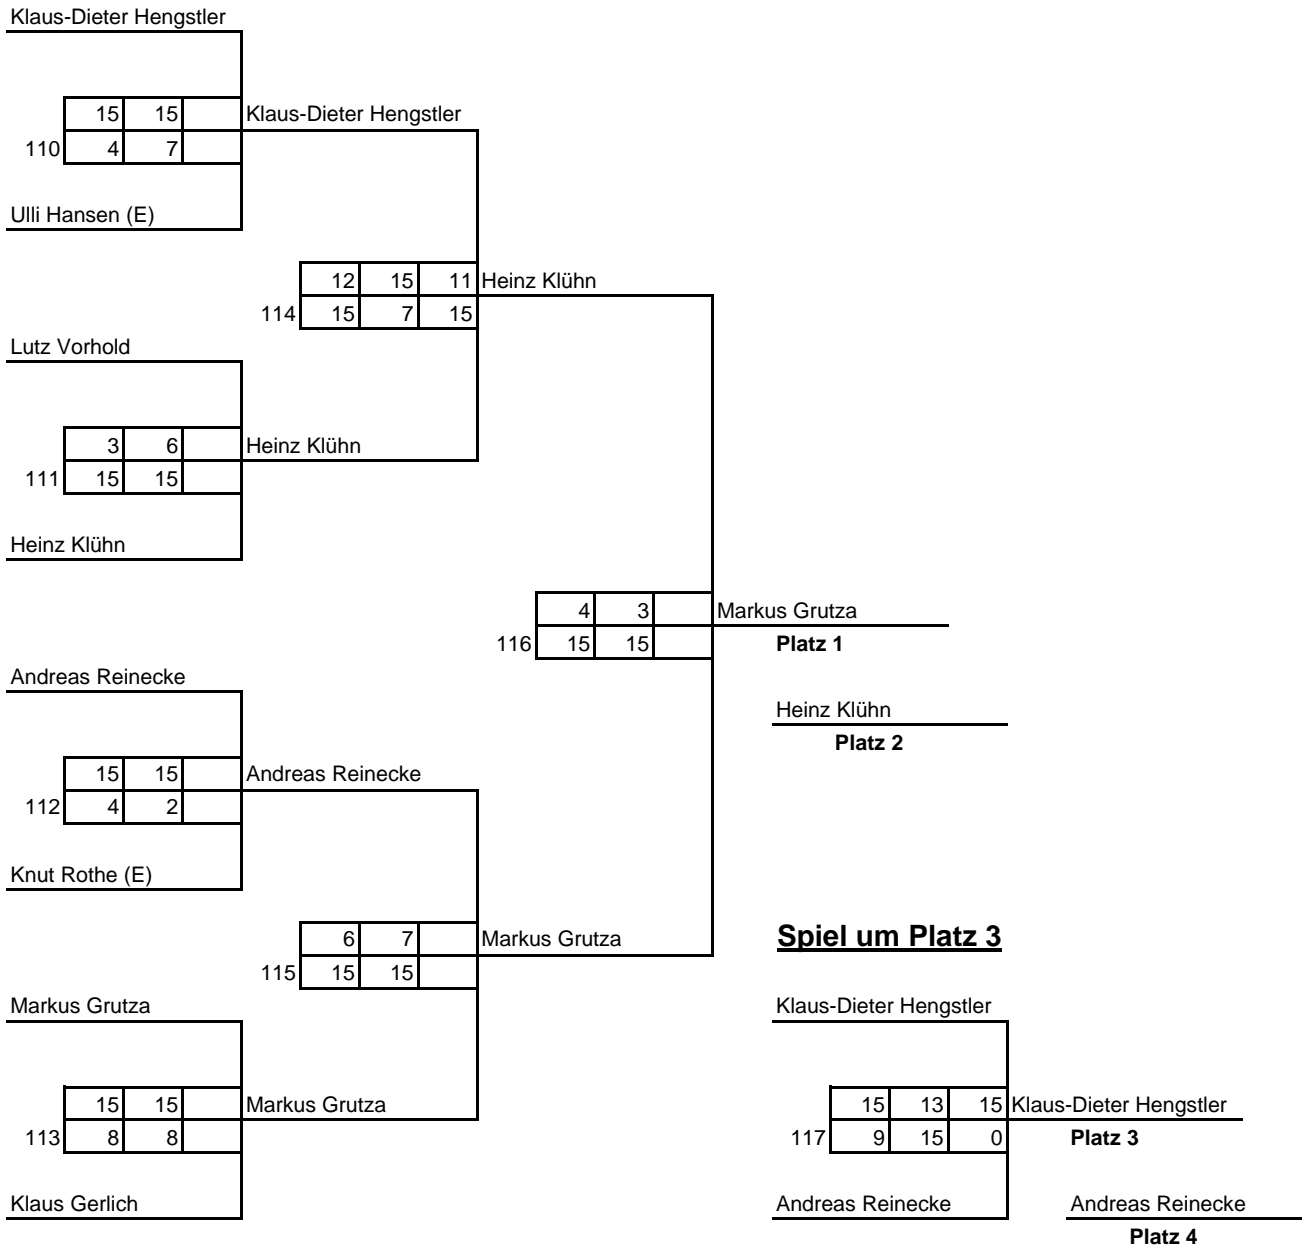 Klaus-Dieter Hengstler
15 15 Klaus-Dieter Hengstler
110 4 7
Ulli Hansen (E)
12 15 11 Heinz Klühn
114 15 7 15
Lutz Vorhold
3 6 Heinz Klühn
111 15 15
Heinz Klühn
4 3 Markus Grutza
116 15 15 Platz 1
Andreas Reinecke
Heinz Klühn
Platz 2
15 15 Andreas Reinecke
112 4 2
Knut Rothe (E)
6 7 Markus Grutza Spiel um Platz 3
115 15 15
Markus Grutza Klaus-Dieter Hengstler
15 15 Markus Grutza 15 13 15 Klaus-Dieter Hengstler
113 8 8 117 9 15 0 Platz 3
Klaus Gerlich Andreas Reinecke Andreas Reinecke
Platz 4